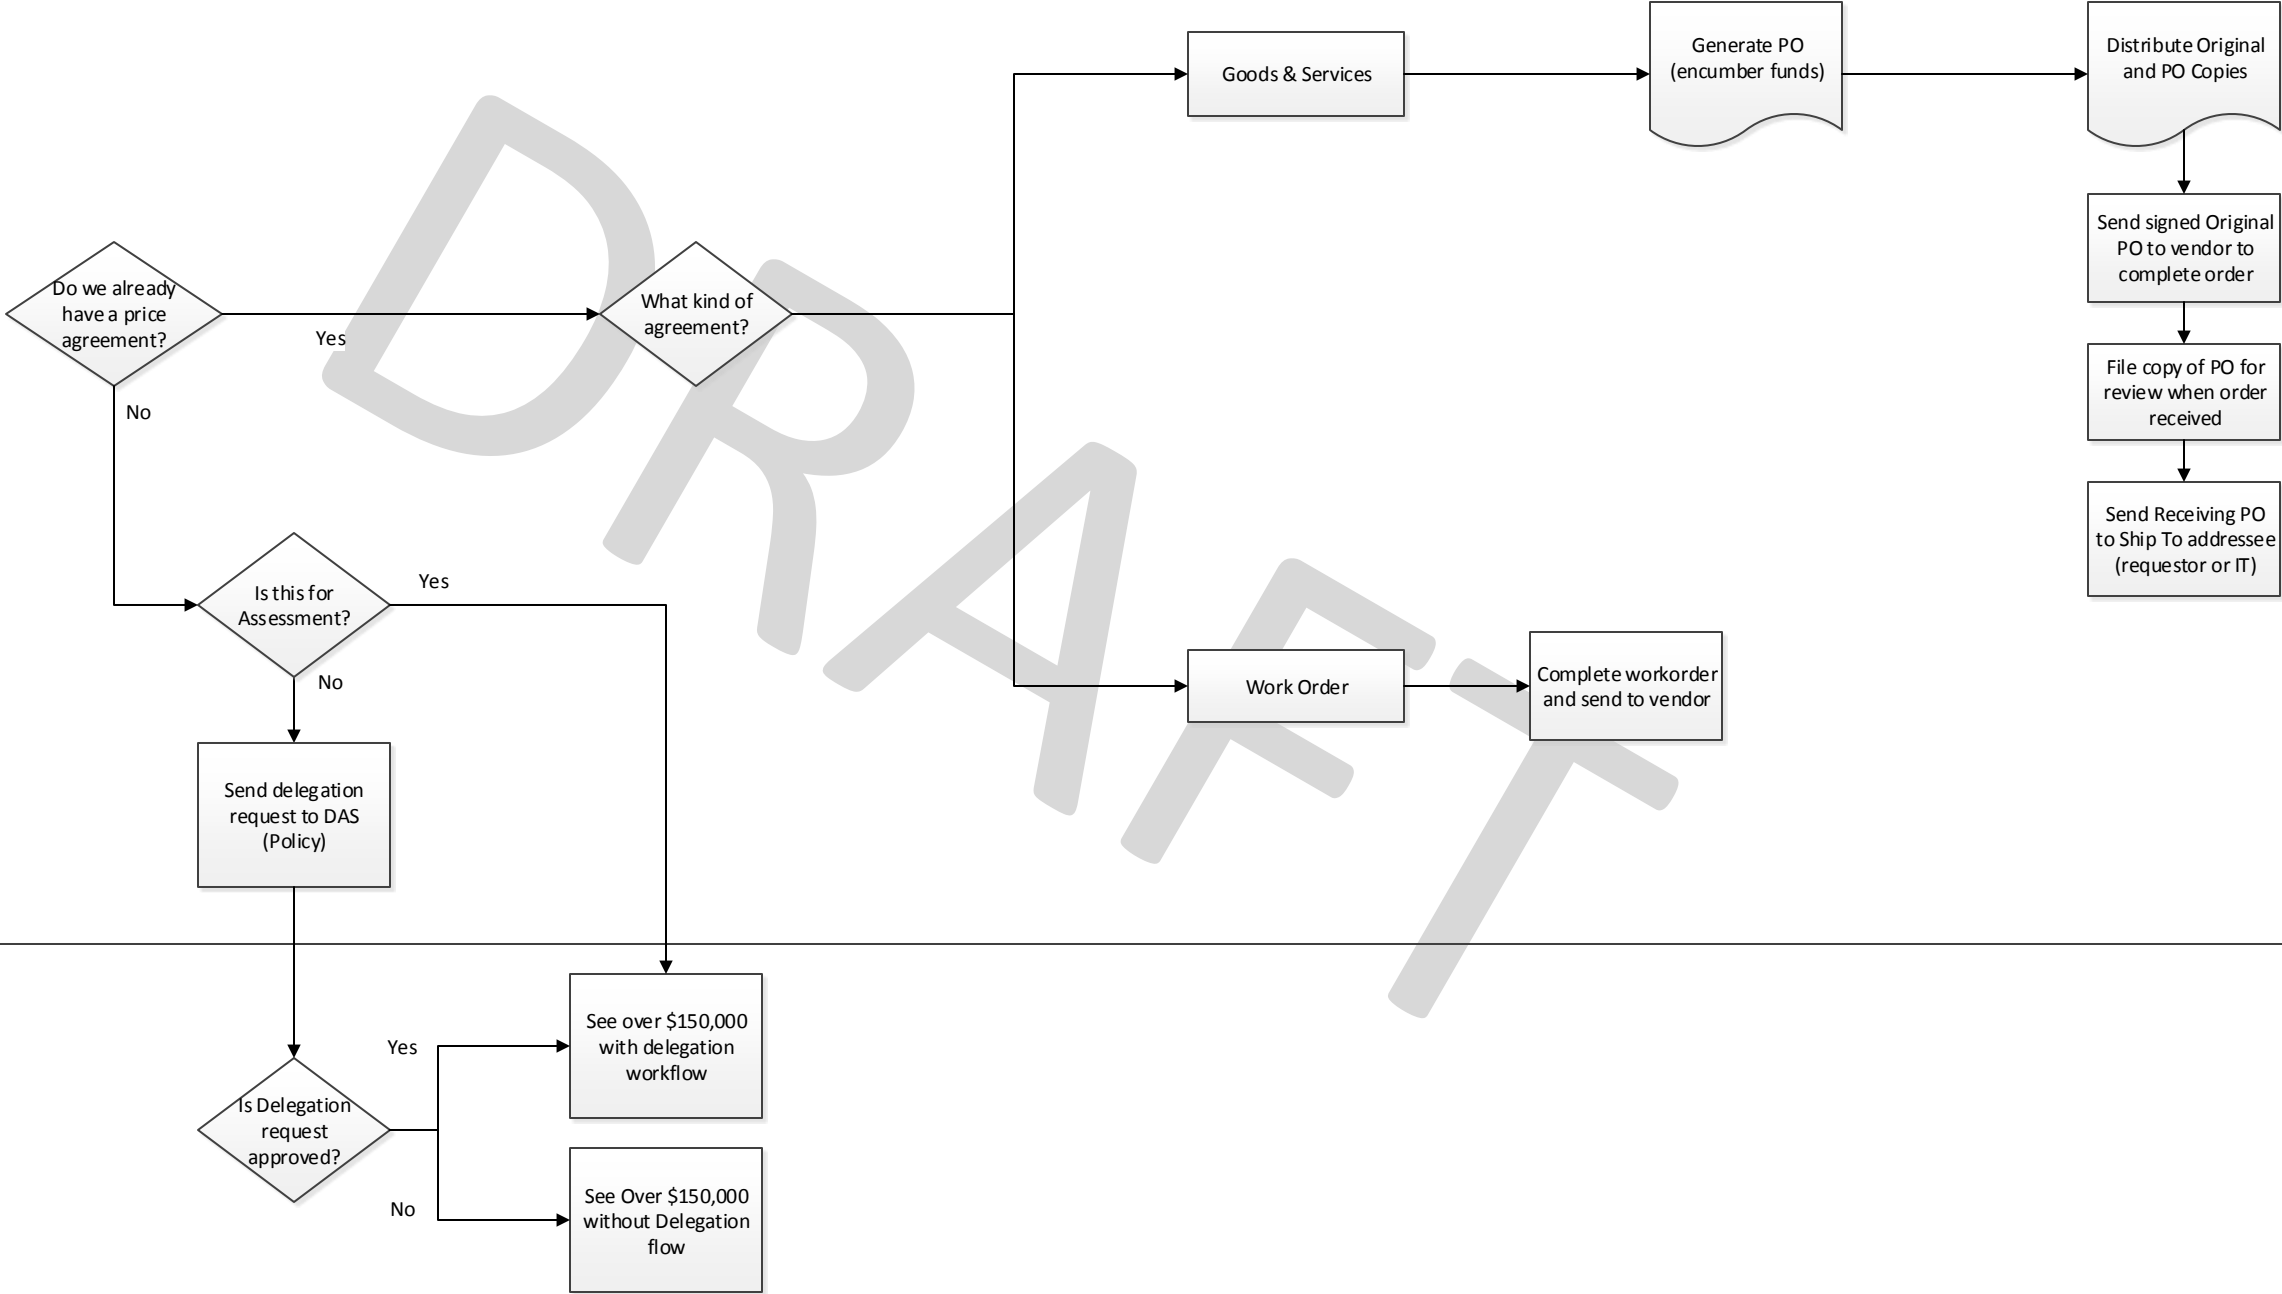 Goods & Services
Generate PO
(encumber funds)
Distribute Original
and PO Copies
Send signed Original
PO to vendor to
complete order
File copy of PO for
review when order
received
Send Receiving PO
to Ship To addressee
(requestor or IT)
Do we already
have a price
agreement?
Yes
No
What kind of
agreement?
Is this for
Assessment?
Yes
No
Work Order
Complete workorder
and send to vendor
Send delegation
request to DAS
(Policy)
Is Delegation
request
approved?
Yes
No
See over $150,000
with delegation
workflow
See Over $150,000
without Delegation
flow
DRAFT